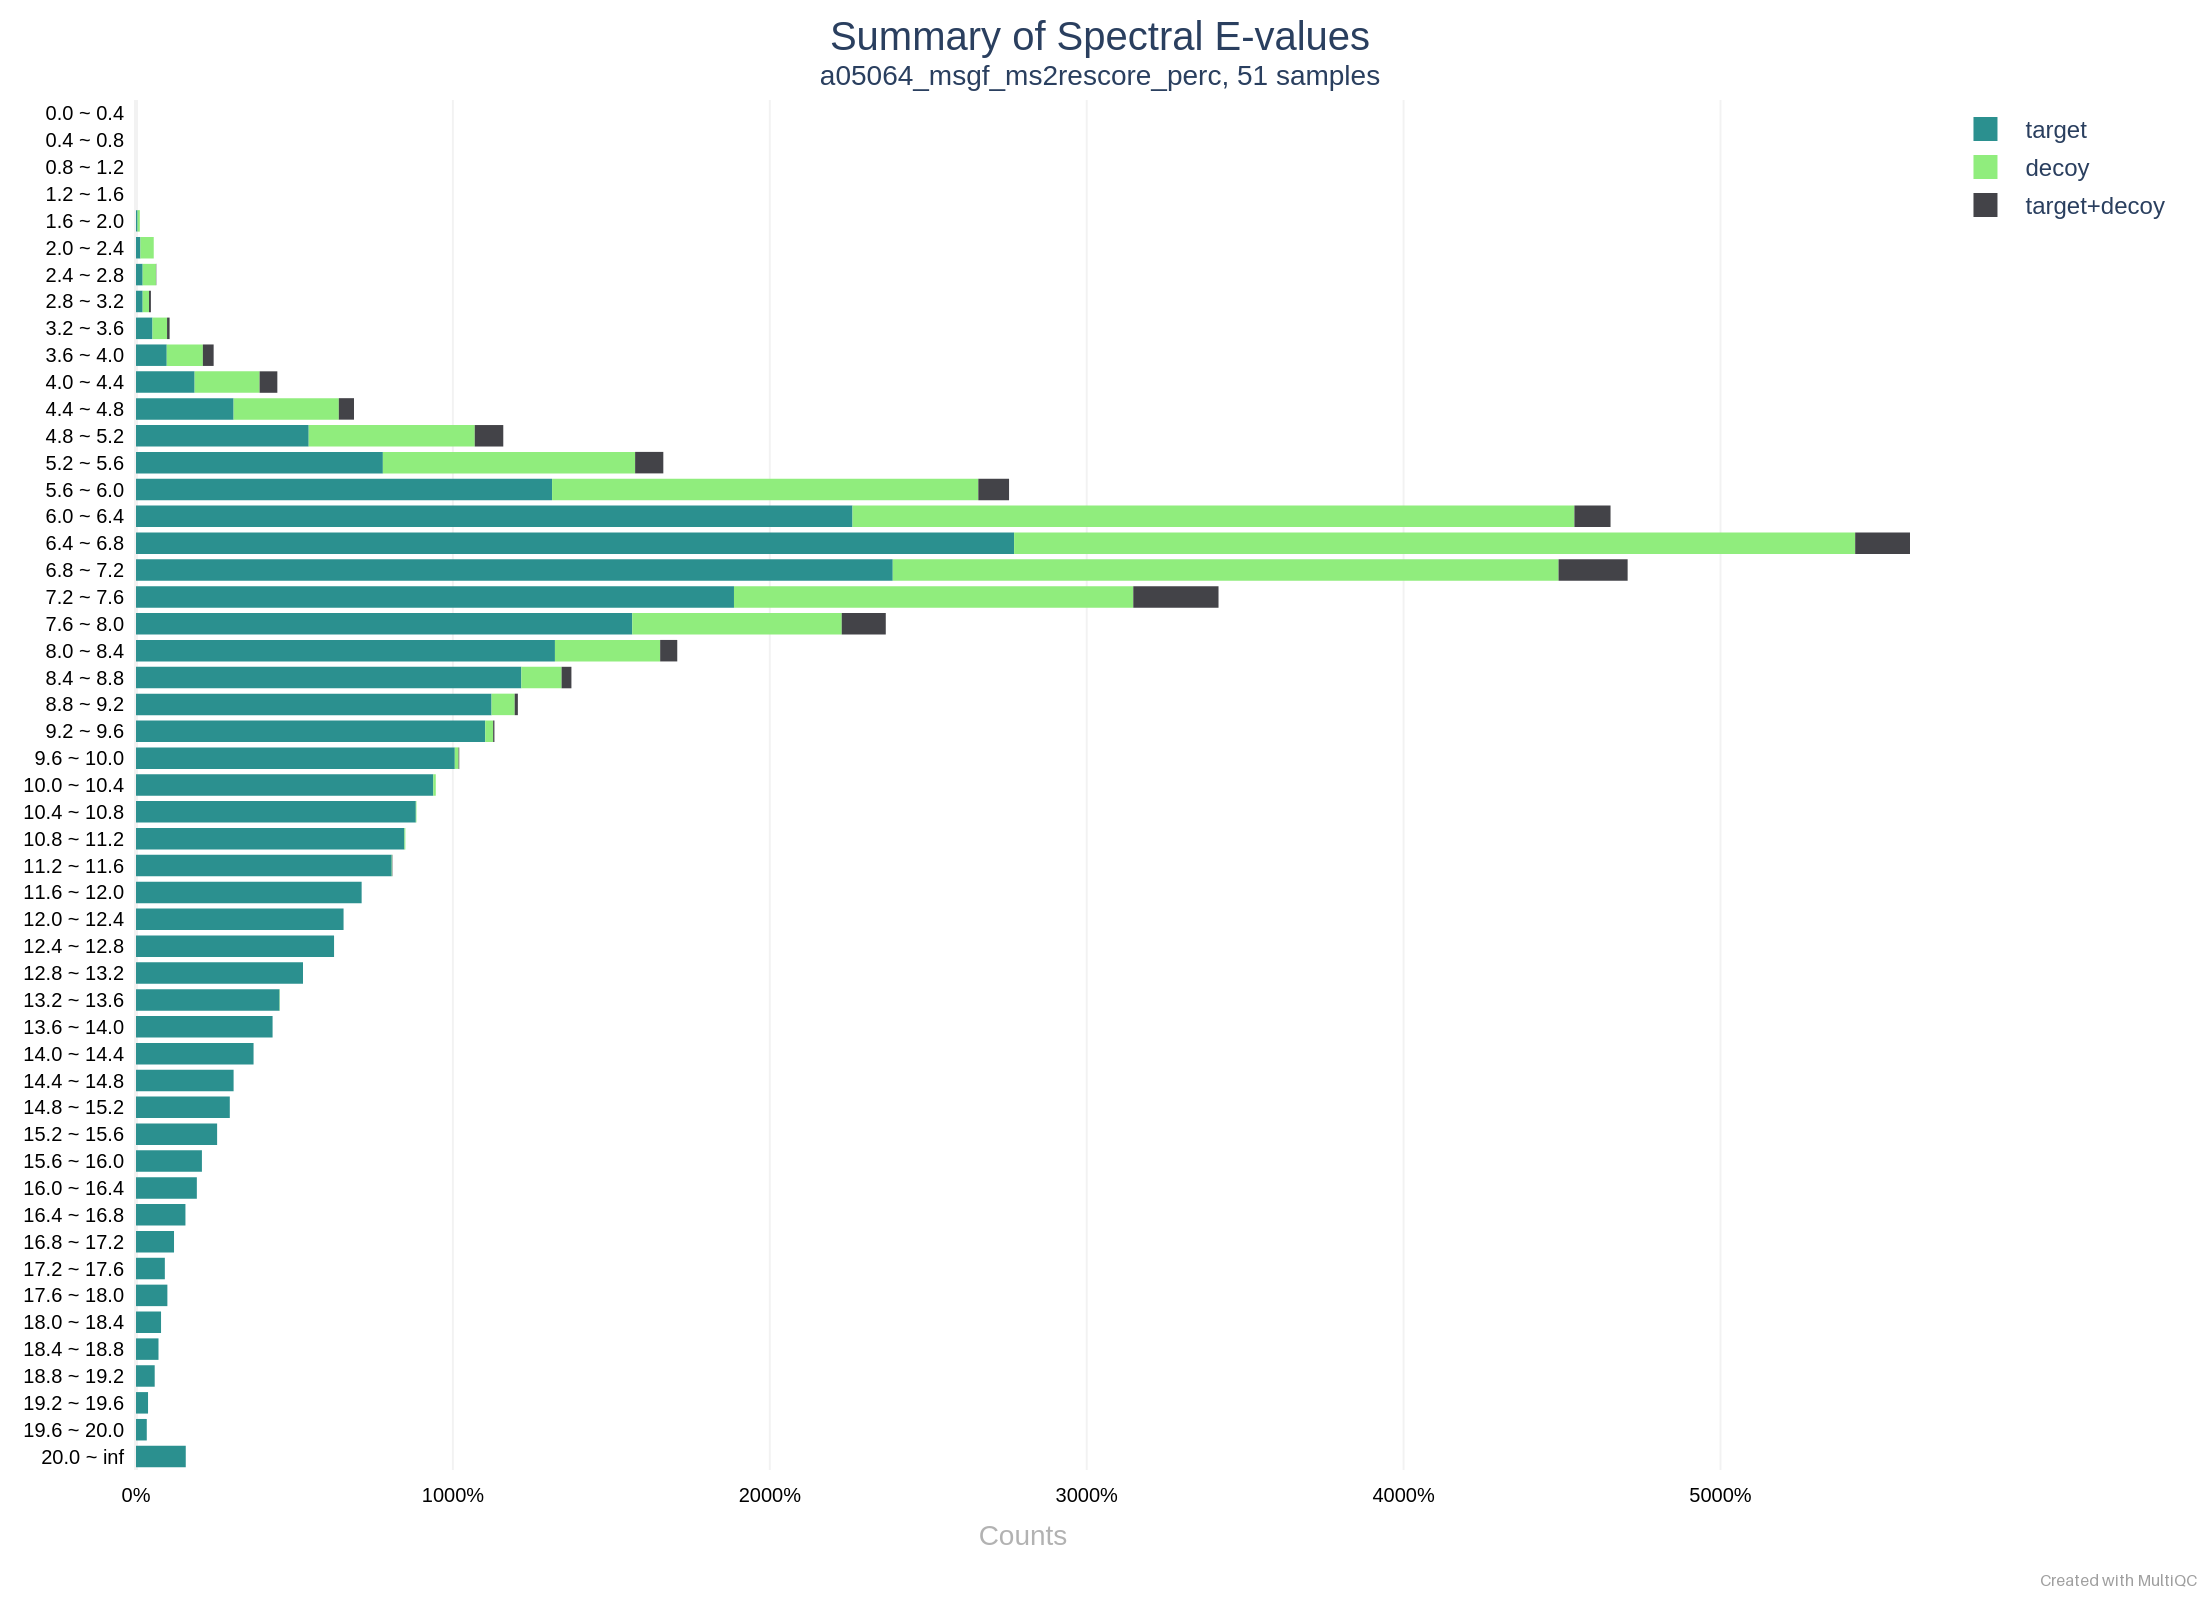 Summary of Spectral E-values
a05064_msgf_ms2rescore_perc, 51 samples
0.0 ~ 0.4
0.4 ~ 0.8
0.8 ~ 1.2
1.2 ~ 1.6
1.6 ~ 2.0
2.0 ~ 2.4
2.4 ~ 2.8
2.8 ~ 3.2
3.2 ~ 3.6
3.6 ~ 4.0
4.0 ~ 4.4
4.4 ~ 4.8
4.8 ~ 5.2
5.2 ~ 5.6
5.6 ~ 6.0
6.0 ~ 6.4
6.4 ~ 6.8
6.8 ~ 7.2
7.2 ~ 7.6
7.6 ~ 8.0
8.0 ~ 8.4
8.4 ~ 8.8
8.8 ~ 9.2
9.2 ~ 9.6
9.6 ~ 10.0
10.0 ~ 10.4
10.4 ~ 10.8
10.8 ~ 11.2
11.2 ~ 11.6
11.6 ~ 12.0
12.0 ~ 12.4
12.4 ~ 12.8
12.8 ~ 13.2
13.2 ~ 13.6
13.6 ~ 14.0
14.0 ~ 14.4
14.4 ~ 14.8
14.8 ~ 15.2
15.2 ~ 15.6
15.6 ~ 16.0
16.0 ~ 16.4
16.4 ~ 16.8
16.8 ~ 17.2
17.2 ~ 17.6
17.6 ~ 18.0
18.0 ~ 18.4
18.4 ~ 18.8
18.8 ~ 19.2
19.2 ~ 19.6
19.6 ~ 20.0
20.0 ~ inf
0% 1000% 2000% 3000% 4000% 5000%
Counts
target
decoy
target+decoy
Created with MultiQC